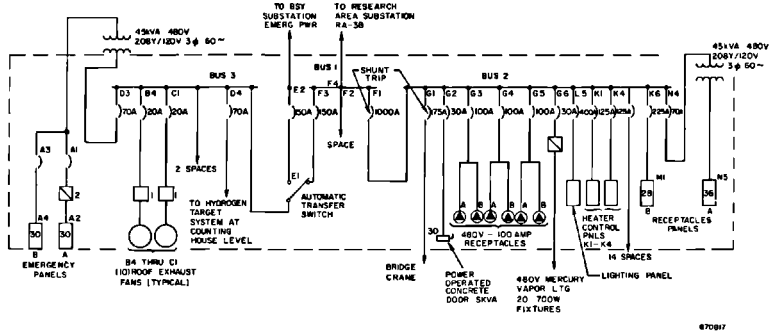 TO BSY
SUBSTATION
EMERG PWR
TO RESEARCH
AREA SUBSTATION
RA-3B
45KVA 480V
208Y/120V
3 ϕ 60~
45KVA 480V
208Y/120V
3 ϕ 60~
BUS 3
BUS 1
SHUNT
TRIP
BUS 2
D3
B4
C1
D4
E2
F3
F4
F2
F1
G1
G2
G3
G4
G5
G6
L5
K1
K4
K6
N4
70A
20A
20A
70A
150A
150A
1000A
175A
30A
100A
100A
100A
30A
400A
125A
125A
225A
70A
2 SPACES
SPACE
A3
A1
2
E1
AUTOMATIC
TRANSFER
SWITCH
TO HYDROGEN
TARGET
SYSTEM AT
COUNTING
HOUSE LEVEL
A4
30
B
A2
30
A
EMERGENCY
PANELS
1
1
B4 THRU C1
(10)ROOF EXHAUST
FANS (TYPICAL)
A
B
A
B
A
B
480V - 100 AMP
RECEPTACLES
30
BRIDGE
CRANE
POWER
OPERATED
CONCRETE
DOOR 5KVA
480V MERCURY
VAPOR LTG
20 700W
FIXTURES
HEATER
CONTROL
PNLS
K1-K4
LIGHTING PANEL
14 SPACES
M1
28
B
N5
36
A
RECEPTACLES
PANELS
870B17